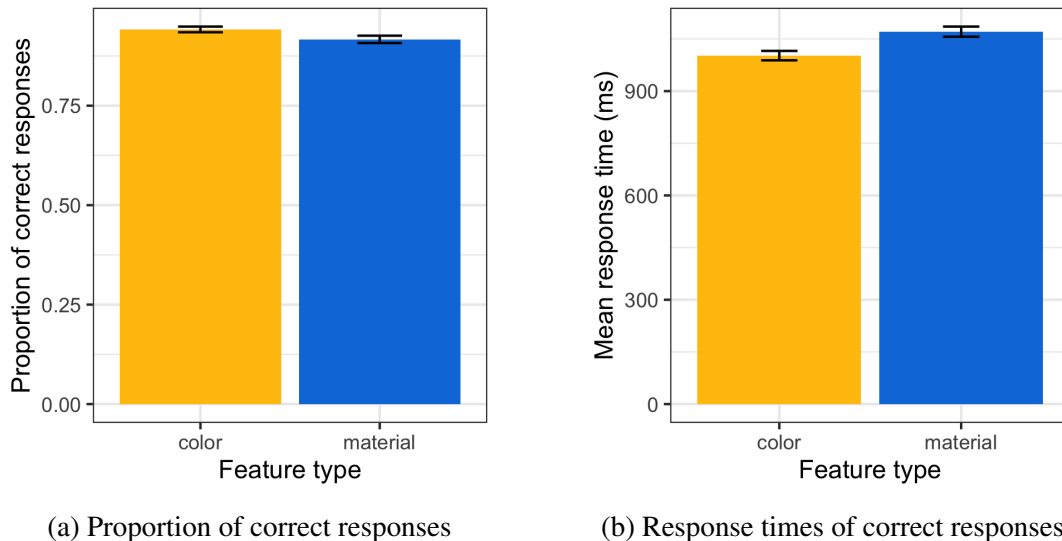 Proportion of correct responses
0.75
0.50
0.25
0.00
color material
Feature type
(a) Proportion of correct responses
Mean response time (ms)
900
600
300
0
color material
Feature type
(b) Response times of correct responses